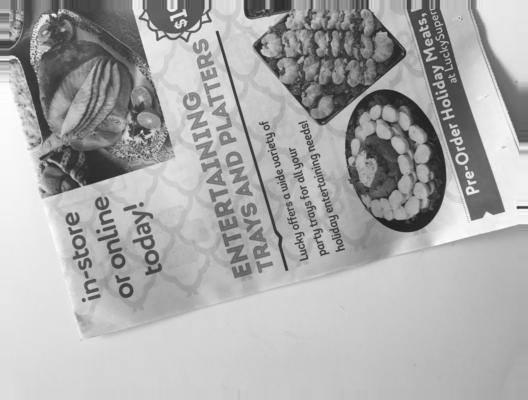 in-store
or online
today!
$
ENTERTAINING
TRAYS AND PLATTERS
Lucky offers a wide variety of
party trays for all your
holiday entertaining needs!
Pre-Order Holiday Meats,
at LuckySuper